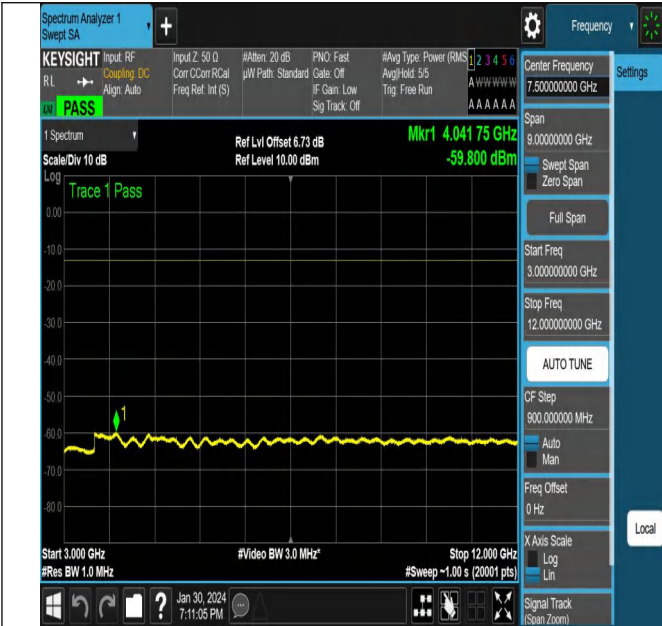 Spectrum Analyzer 1
Swept SA
Frequency
KEYSIGHT
RL
LXI
PASS
Input: RF
Coupling: DC
Align: Auto
Input Z: 50 Ω
Corr CCorr RCal
Freq Ref: Int (S)
#Atten: 20 dB
µW Path: Standard
PNO: Fast
Gate: Off
IF Gain: Low
Sig Track: Off
#Avg Type: Power (RMS
Avg|Hold: 5/5
Trig: Free Run
1 2 3 4 5 6
A W W W W W
A A A A A A
1 Spectrum
Scale/Div 10 dB
Ref Lvl Offset 6.73 dB
Ref Level 10.00 dBm
Mkr1 4.041 75 GHz
-59.800 dBm
Log
Trace 1 Pass
0.00
-10.0
-20.0
-30.0
-40.0
-50.0
-60.0
-70.0
-80.0
1
Start 3.000 GHz
#Res BW 1.0 MHz
#Video BW 3.0 MHz*
Stop 12.000 GHz
#Sweep ~1.00 s (20001 pts)
Jan 30, 2024
7:11:05 PM
Center Frequency
7.500000000 GHz
Settings
Span
9.00000000 GHz
Swept Span
Zero Span
Full Span
Start Freq
3.000000000 GHz
Stop Freq
12.000000000 GHz
AUTO TUNE
CF Step
900.000000 MHz
Auto
Man
Freq Offset
0 Hz
X Axis Scale
Log
Lin
Local
Signal Track
(Span Zoom)